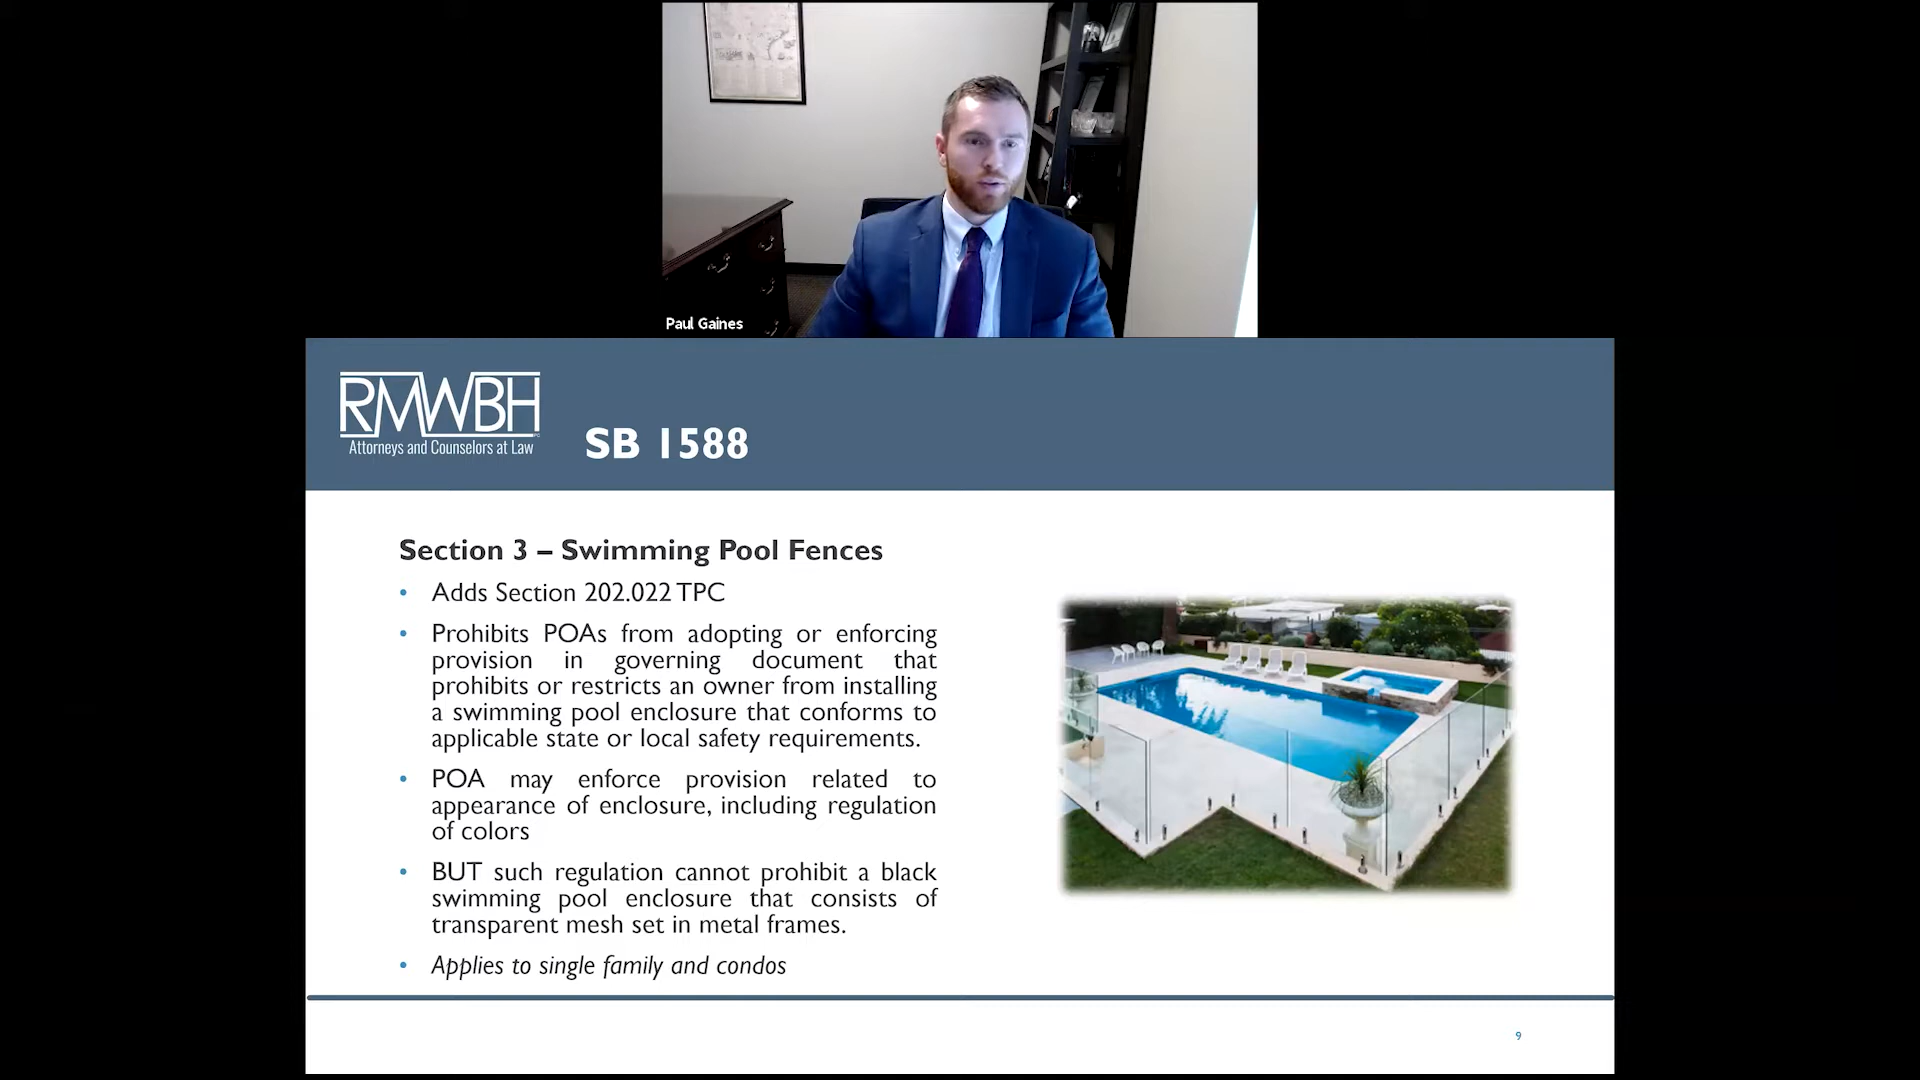 Paul Gaines
RMWBH
Attorneys and Counselors at Law
SB 1588
Section 3 – Swimming Pool Fences
• Adds Section 202.022 TPC
• Prohibits POAs from adopting or enforcing
provision in governing document that
prohibits or restricts an owner from installing
a swimming pool enclosure that conforms to
applicable state or local safety requirements.
• POA may enforce provision related to
appearance of enclosure, including regulation
of colors
• BUT such regulation cannot prohibit a black
swimming pool enclosure that consists of
transparent mesh set in metal frames.
• Applies to single family and condos
9